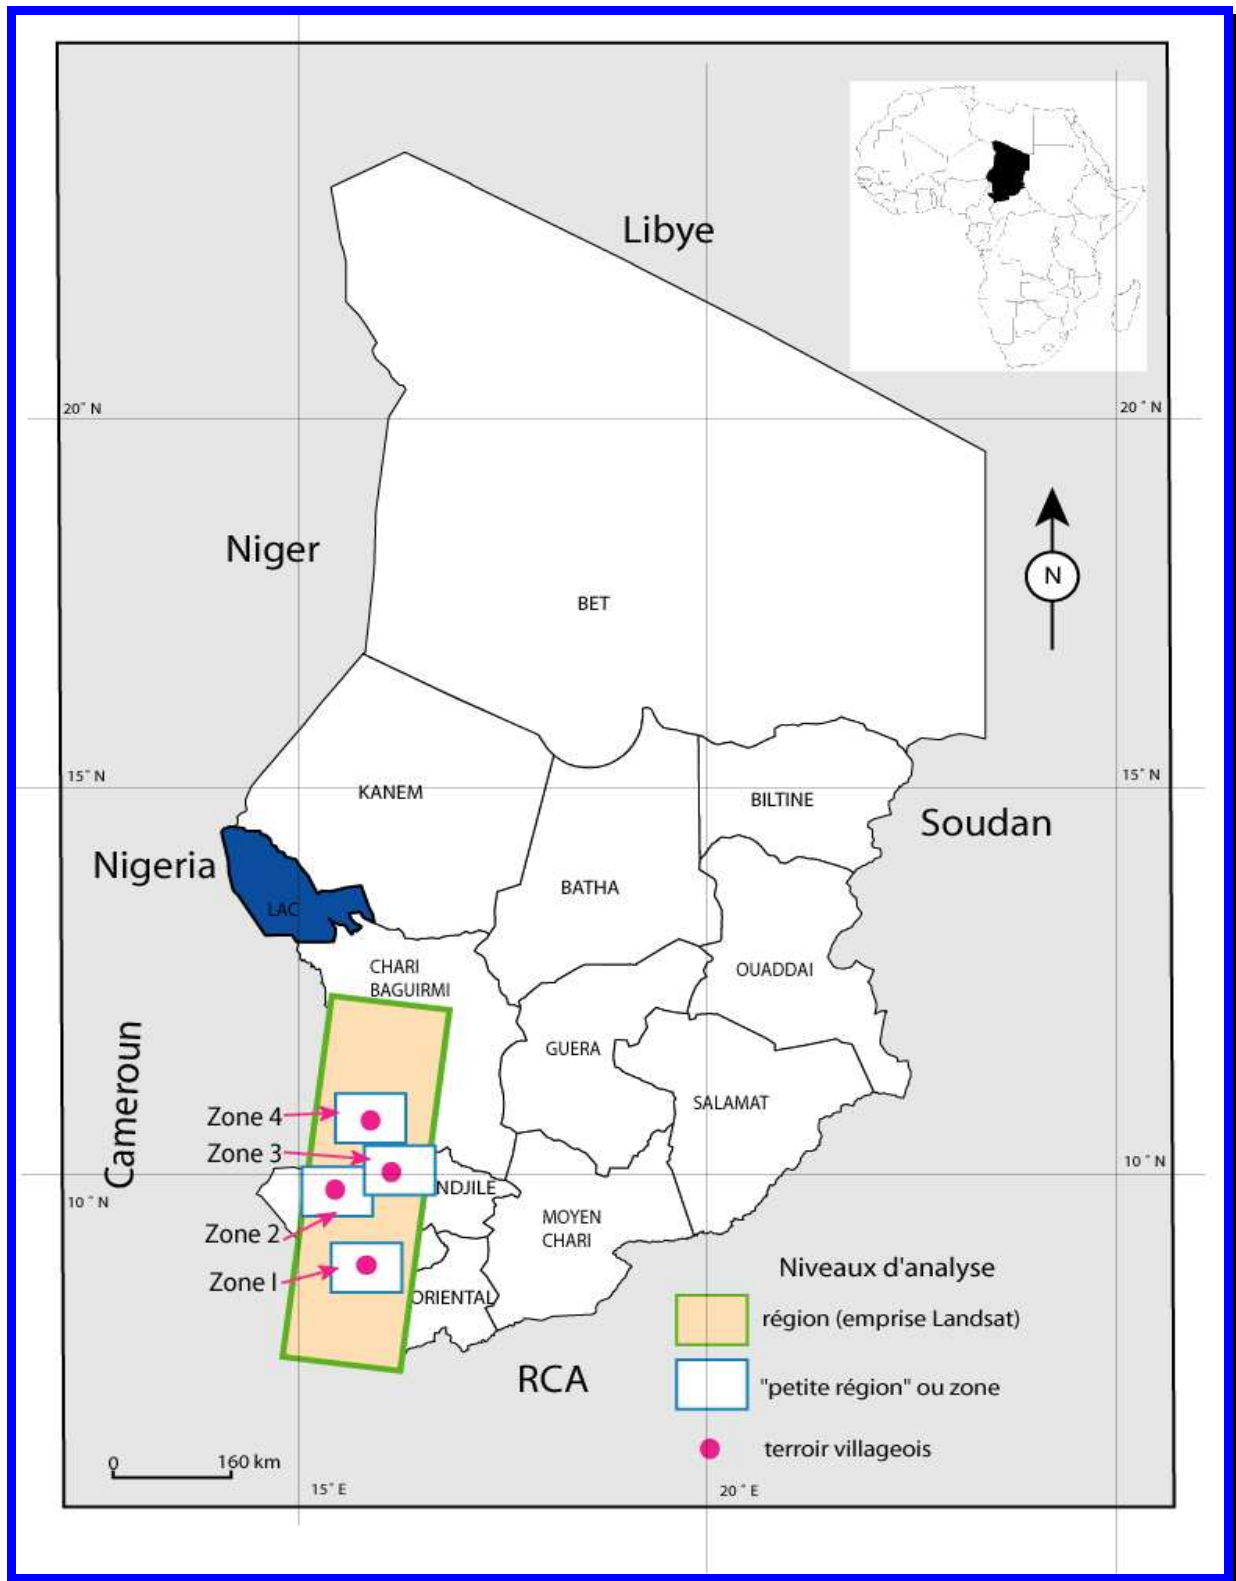 Libye
20° N
20° N
Niger
N
BET
15° N
15° N
KANEM
BILTINE
Soudan
Nigeria
BATHA
LAC
CHARI
BAGUIRMI
OUADDAI
Cameroun
GUERA
SALAMAT
Zone 4
Zone 3
10° N
NDJILE
10° N
MOYEN
CHARI
Zone 2
Zone I
ORIENTAL
Niveaux d'analyse
région (emprise Landsat)
RCA
"petite région" ou zone
terroir villageois
0 160 km
15° E
20° E